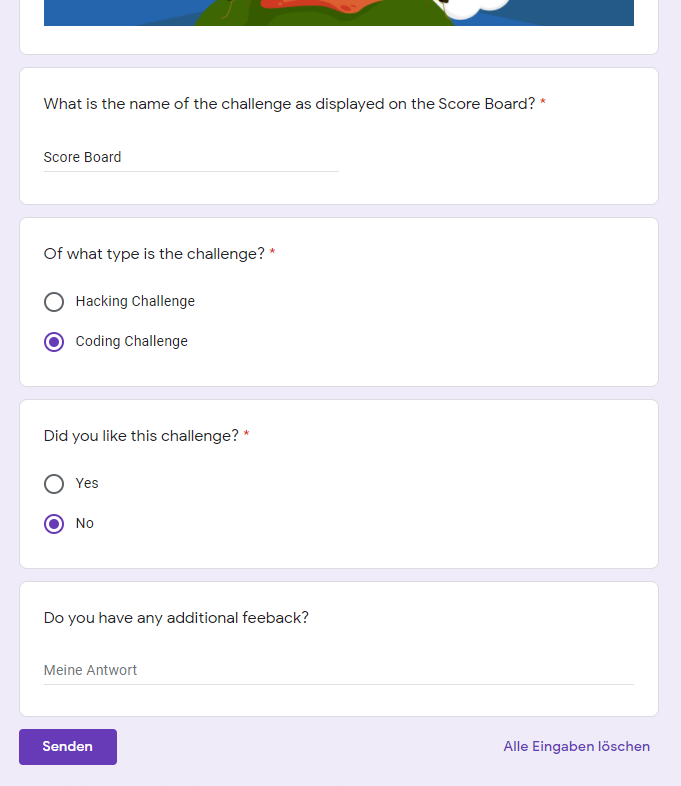 What is the name of the challenge as displayed on the Score Board? *
Score Board
Of what type is the challenge? *
Hacking Challenge
Coding Challenge
Did you like this challenge? *
Yes
No
Do you have any additional feeback?
Meine Antwort
Senden
Alle Eingaben löschen